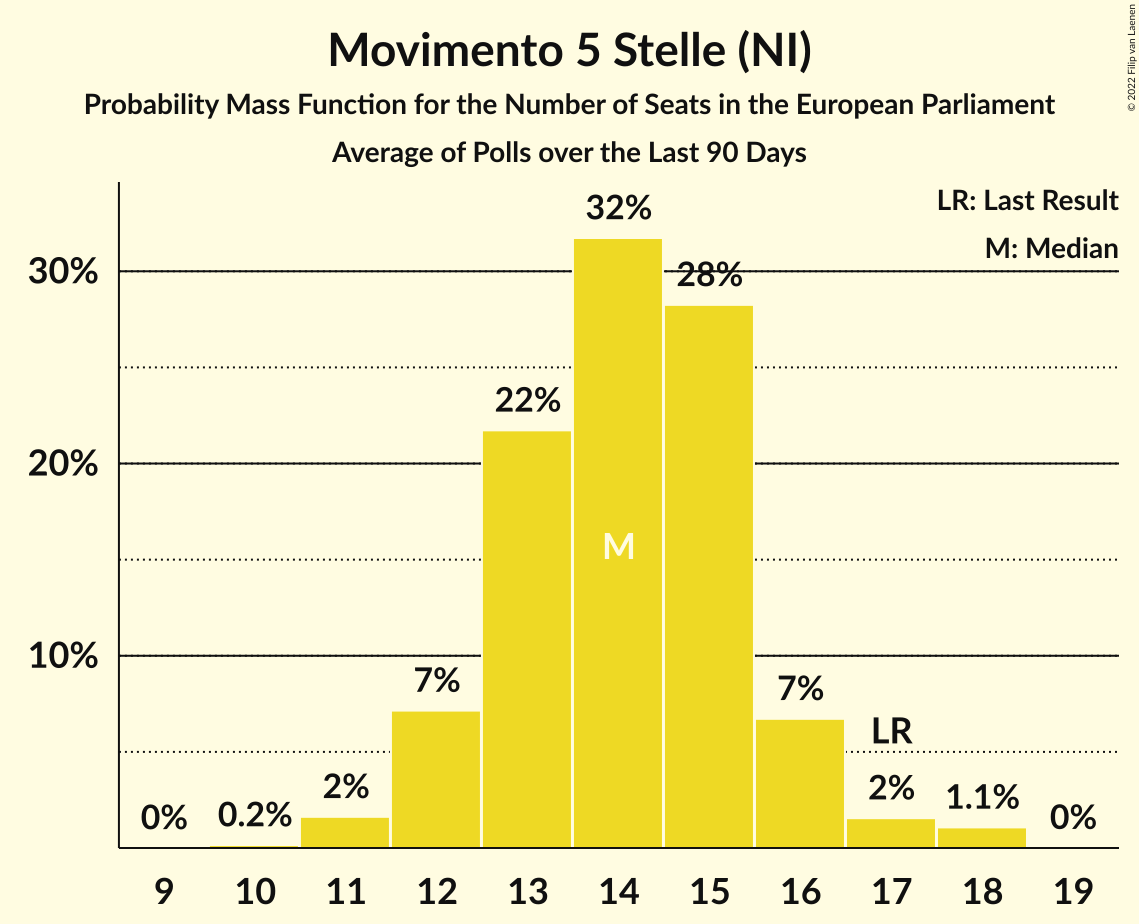 Movimento 5 Stelle (NI)
Probability Mass Function for the Number of Seats in the European Parliament
Average of Polls over the Last 90 Days
© 2022 Filip van Laenen
LR: Last Result
M: Median
30%
20%
10%
0%
0.2%
2%
7%
22%
32%
M
28%
7%
LR
2%
1.1%
0%
9 10 11 12 13 14 15 16 17 18 19